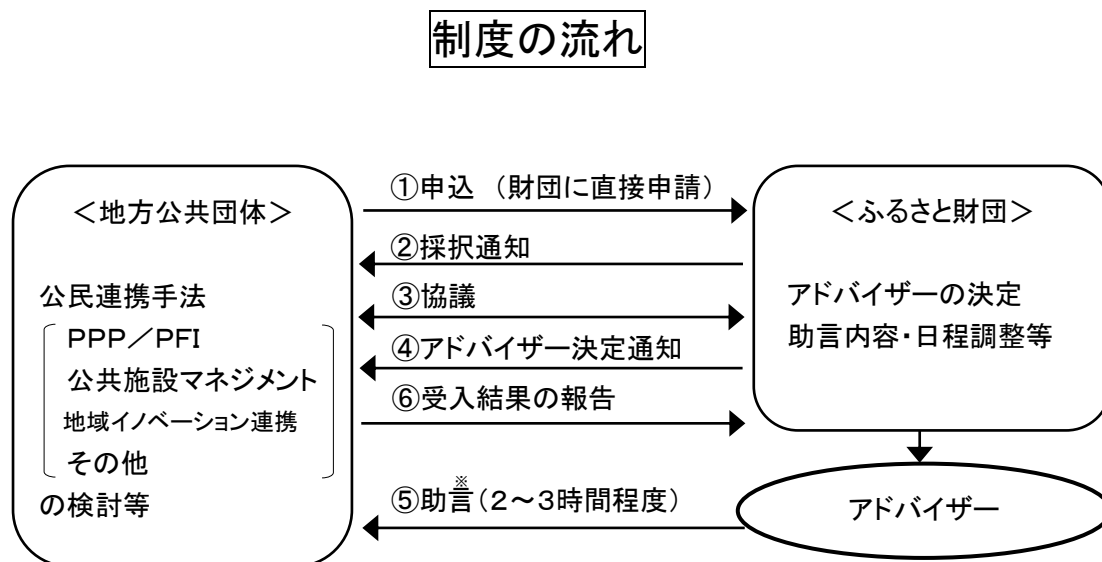 制度の流れ
＜地方公共団体＞
公民連携手法
PPP／PFI
公共施設マネジメント
地域イノベーション連携
その他
の検討等
①申込　（財団に直接申請）
②採択通知
③協議
④アドバイザー決定通知
⑥受入結果の報告
※
⑤助言（２～３時間程度）
＜ふるさと財団＞
アドバイザーの決定
助言内容・日程調整等
アドバイザー